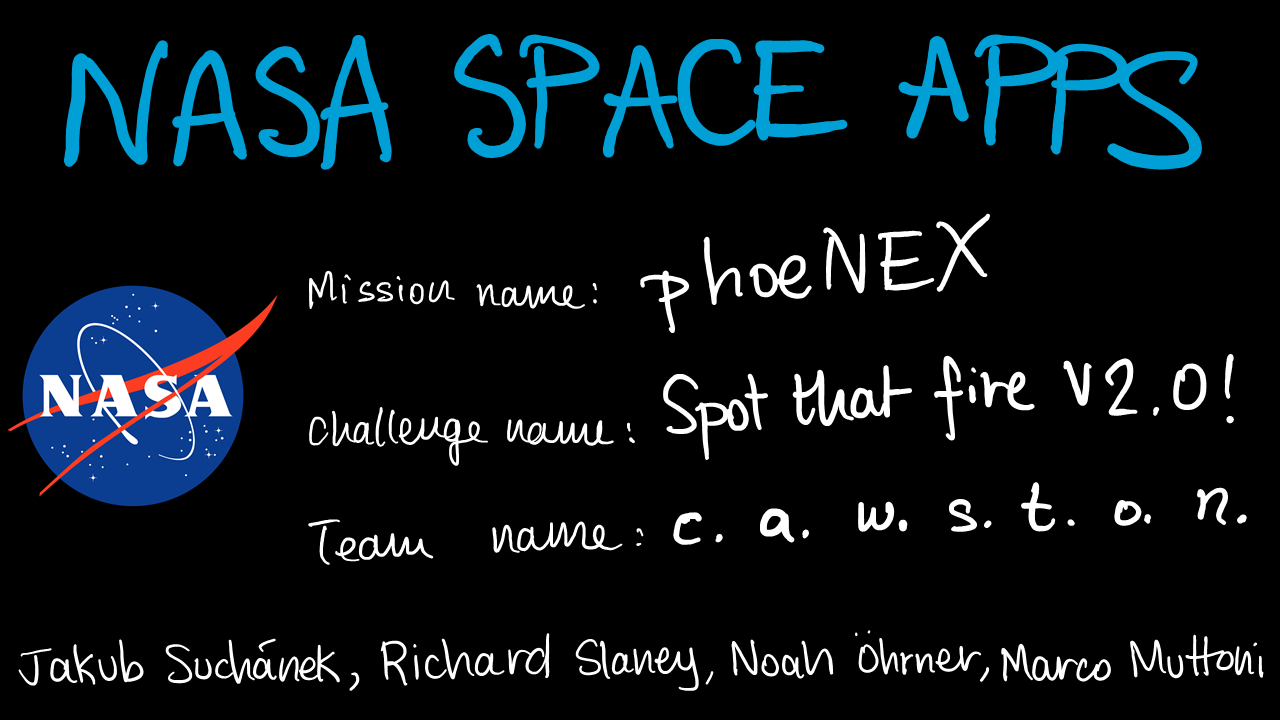 NASA SPACE APPS
Mission name: phoeNEX
NASA
Challenge name: Spot that fire V2.0!
Team name: c. a. w. s. t. o. n.
Jakub Suchánek, Richard Slaney, Noah Öhrner, Marco Muttoni